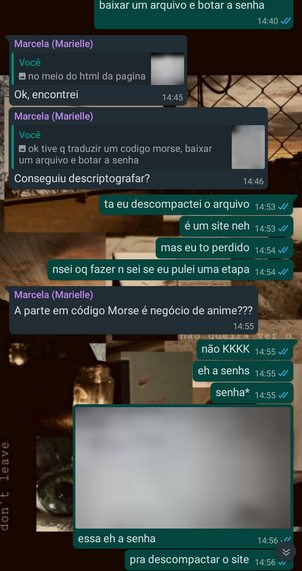 baixar um arquivo e botar a senha
14:40
Marcela (Marielle)
Você
no meio do html da pagina
Ok, encontrei
14:45
Marcela (Marielle)
Você
ok tive q traduzir um codigo morse, baixar
um arquivo e botar a senha
Conseguiu descriptografar?
14:46
ta eu descompactei o arquivo 14:53
é um site neh 14:53
mas eu to perdido 14:54
nsei oq fazer n sei se eu pulei uma etapa 14:54
Marcela (Marielle)
A parte em código Morse é negócio de anime???
14:55
não KKKK 14:55
eh a senhs 14:55
senha* 14:55
essa eh a senha 14:56
pra descompactar o site 14:56
don't leave